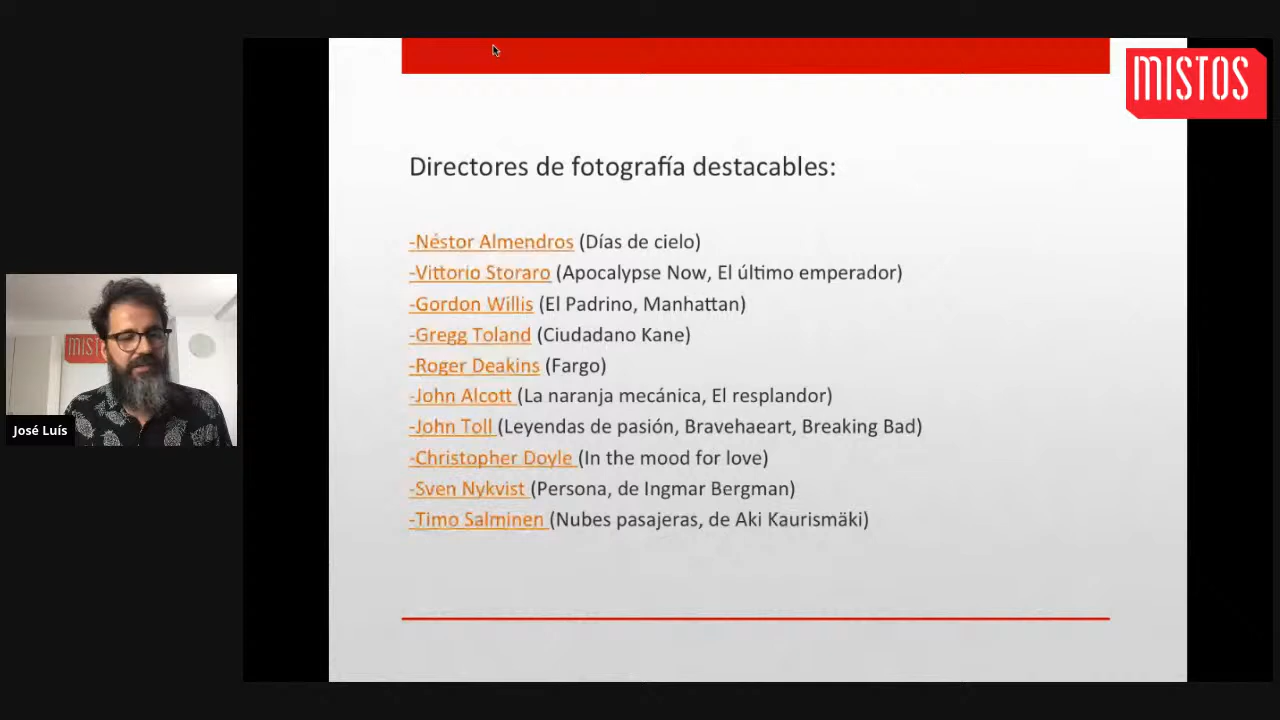 MISTOS
Directores de fotografía destacables:
-Néstor Almendros (Días de cielo)
-Vittorio Storaro (Apocalypse Now, El último emperador)
-Gordon Willis (El Padrino, Manhattan)
-Gregg Toland (Ciudadano Kane)
-Roger Deakins (Fargo)
-John Alcott (La naranja mecánica, El resplandor)
-John Toll (Leyendas de pasión, Bravehaeart, Breaking Bad)
-Christopher Doyle (In the mood for love)
-Sven Nykvist (Persona, de Ingmar Bergman)
-Timo Salminen (Nubes pasajeras, de Aki Kaurismäki)
MIST
José Luís